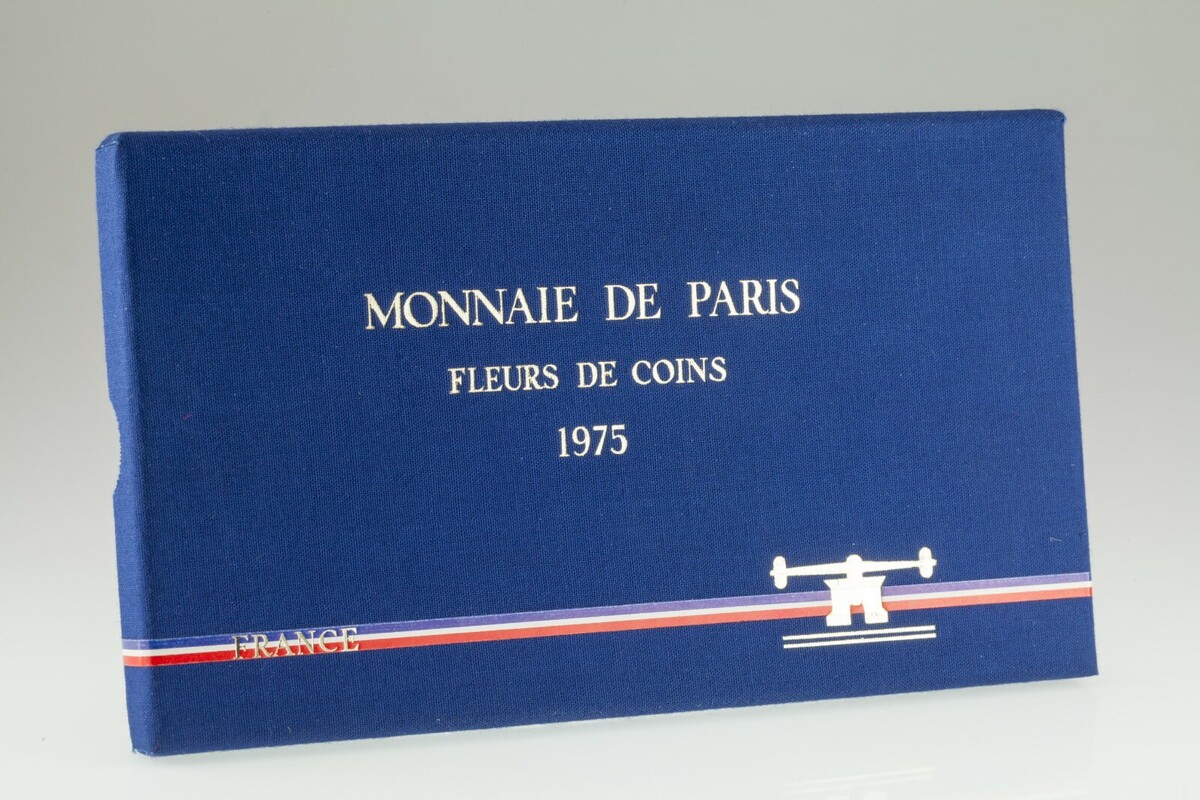 MONNAIE DE PARIS
FLEURS DE COINS
1975
FRANCE